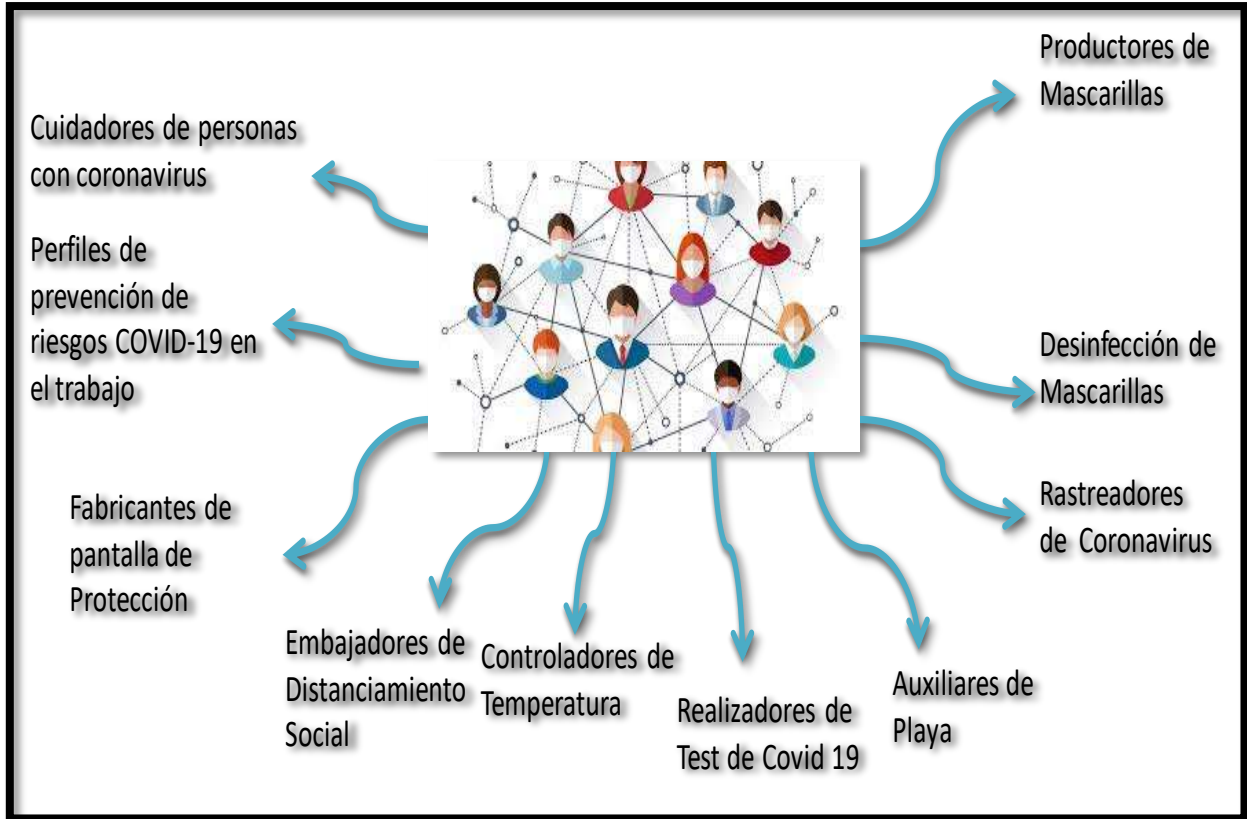 Cuidadores de personas
con coronavirus
Perfiles de
prevención de
riesgos COVID-19 en
el trabajo
Fabricantes de
pantalla de
Protección
Embajadores de
Distanciamiento
Social
Controladores de
Temperatura
Realizadores de
Test de Covid 19
Auxiliares de
Playa
Rastreadores
de Coronavirus
Desinfección de
Mascarillas
Productores de
Mascarillas